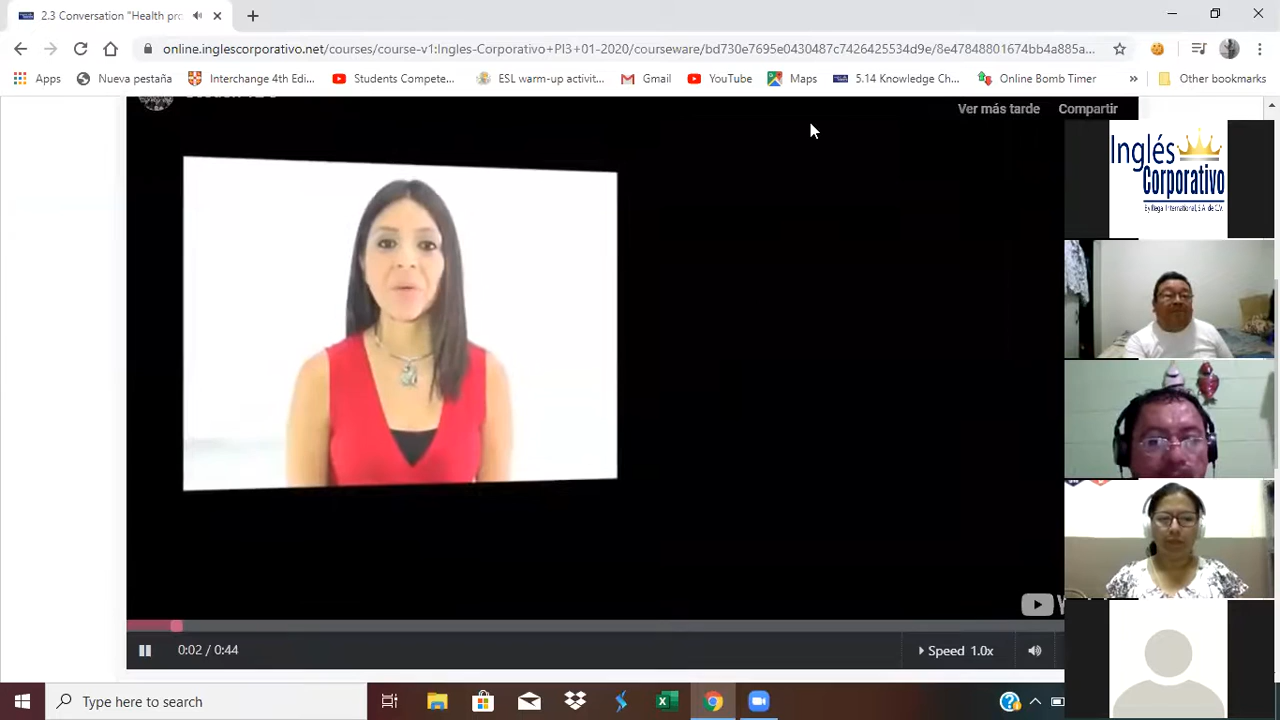 2.3 Conversation "Health pro
online.inglescorporativo.net/courses/course-v1:Ingles-Corporativo+PI3+01-2020/courseware/bd730e7695e0430487c7426425534d9e/8e47848801674bb4a885a...
Apps
Nueva pestaña
Interchange 4th Edi...
Students Compete...
ESL warm-up activit...
Gmail
YouTube
Maps
5.14 Knowledge Ch...
Online Bomb Timer
»
Other bookmarks
Ver más tarde
Compartir
Inglés
Corporativo
0:02 / 0:44
Speed 1.0x
Type here to search